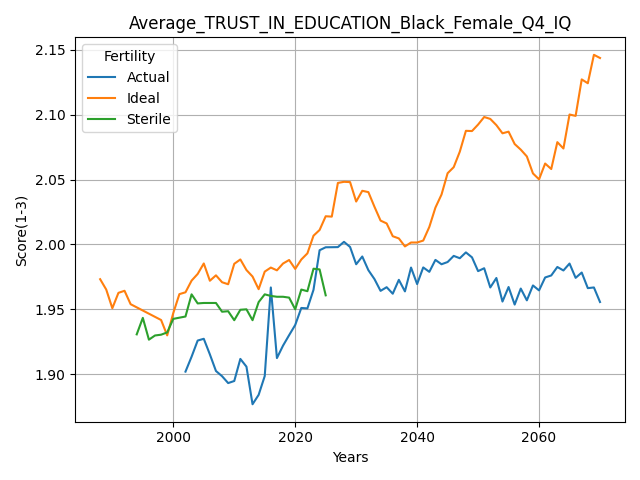 Average_TRUST_IN_EDUCATION_Black_Female_Q4_IQ
Fertility
Actual
Ideal
Sterile
Score(1-3)
2.15
2.10
2.05
2.00
1.95
1.90
2000
2020
2040
2060
Years